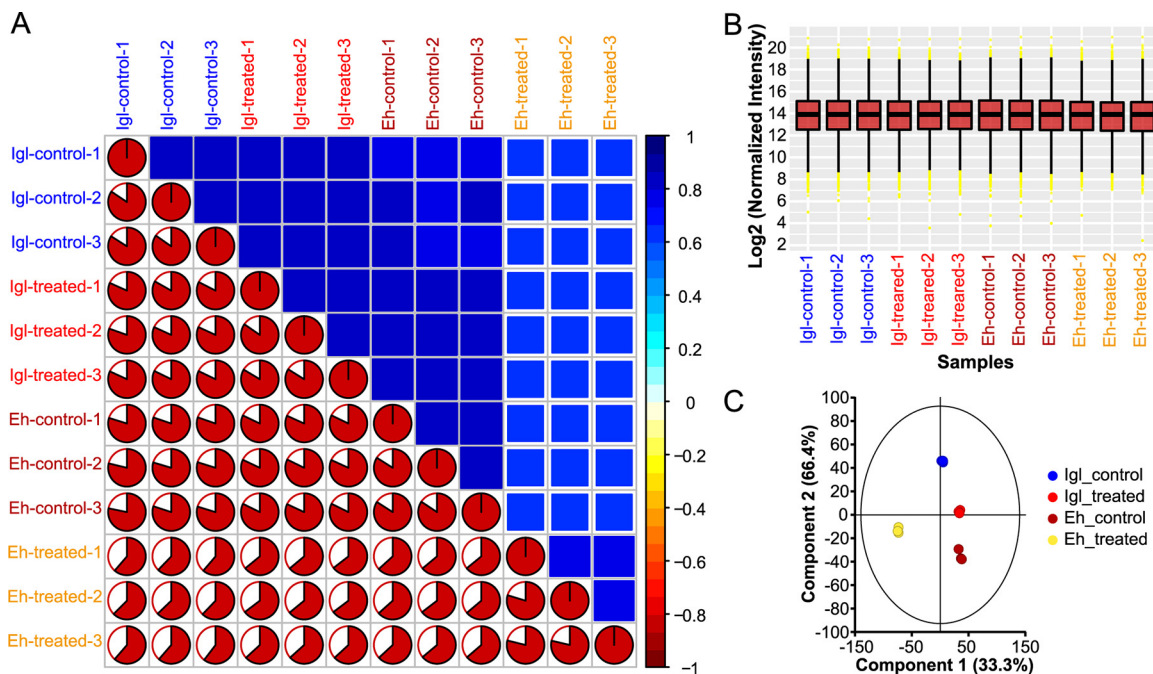 A
Igl-control-1
Igl-control-2
Igl-control-3
Igl-treated-1
Igl-treated-2
Igl-treated-3
Eh-control-1
Eh-control-2
Eh-control-3
Eh-treated-1
Eh-treated-2
Eh-treated-3
Igl-control-1
Igl-control-2
Igl-control-3
Igl-treated-1
Igl-treated-2
Igl-treated-3
Eh-control-1
Eh-control-2
Eh-control-3
Eh-treated-1
Eh-treated-2
Eh-treated-3
1
0.8
0.6
0.4
0.2
0
−0.2
−0.4
−0.6
−0.8
−1
B
Log2 (Normalized Intensity)
20
18
16
14
12
10
8
6
4
2
Igl-control-1
Igl-control-2
Igl-control-3
Igl-treared-1
Igl-teared-2
Igl-treared-3
Eh-control-1
Eh-control-2
Eh-control-3
Eh-treated-1
Eh-treated-2
Eh-treated-3
Samples
C
Component 2 (66.4%)
100
80
60
40
20
0
-20
-40
-60
-80
-100
-150
-50
50
150
Component 1 (33.3%)
Igl_control
Igl_treated
Eh_control
Eh_treated